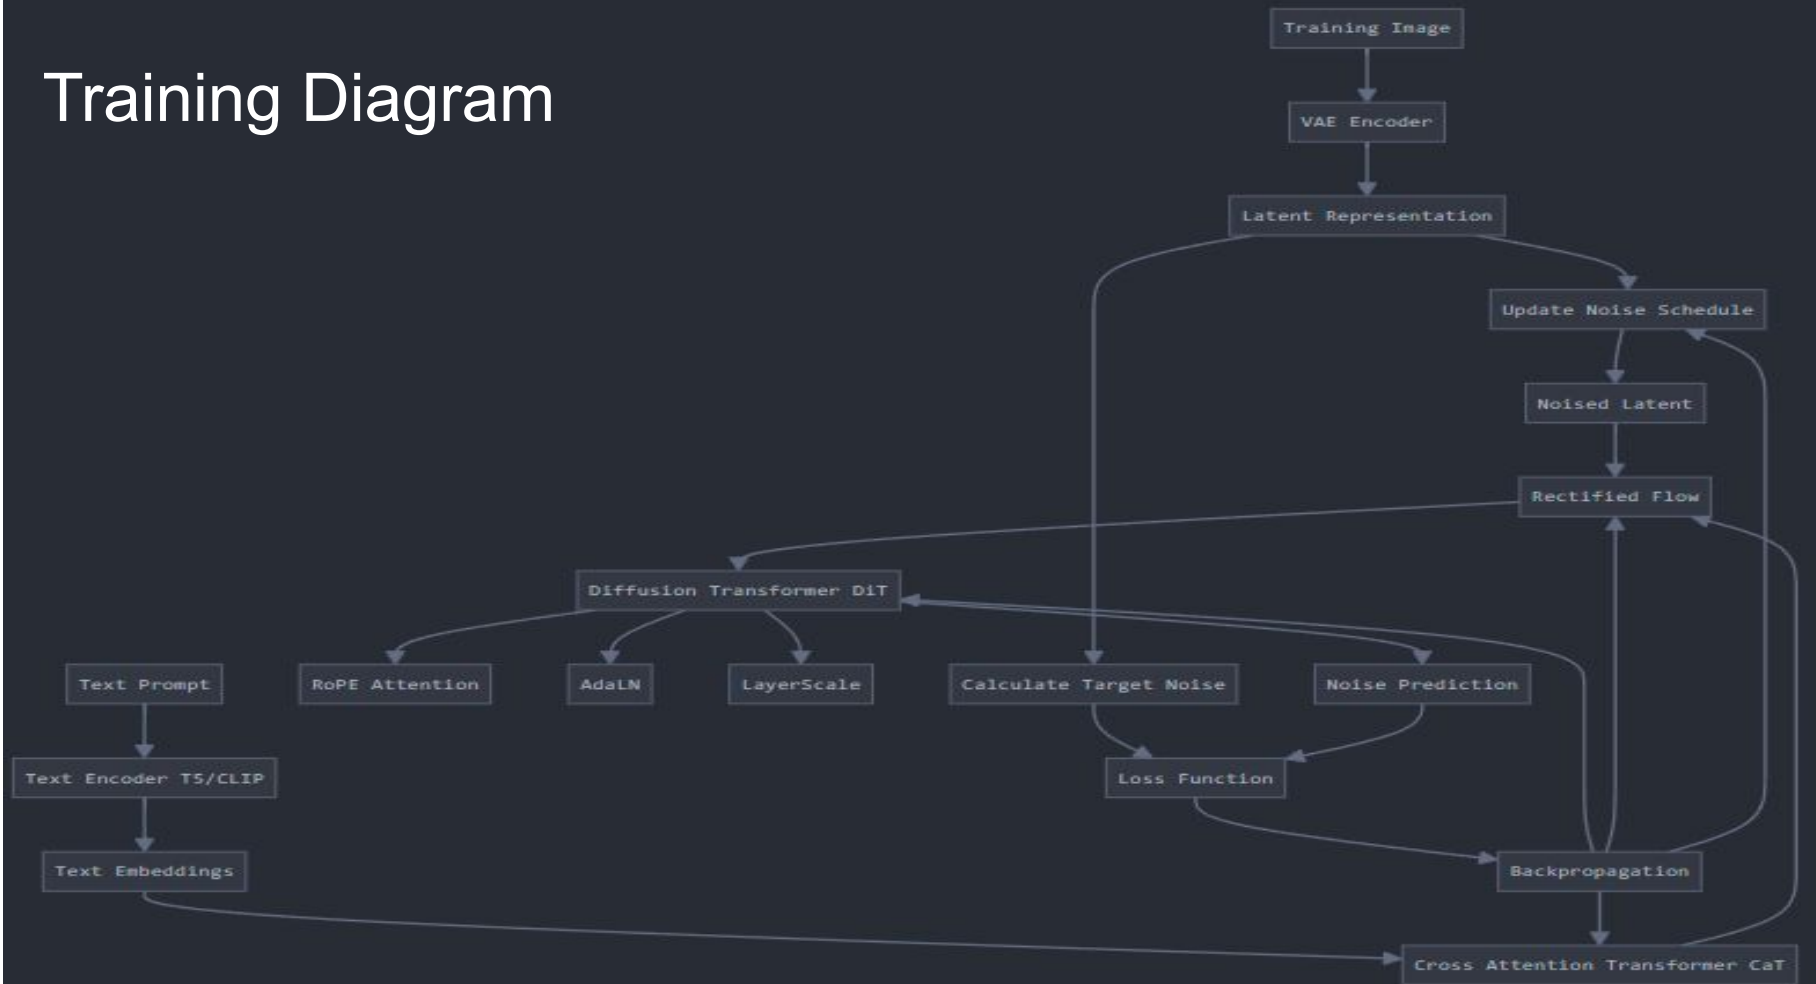 Training Diagram
Training Image
VAE Encoder
Latent Representation
Update Noise Schedule
Noised Latent
Rectified Flow
Diffusion Transformer DiT
Text Prompt
RoPE Attention
AdaLN
LayerScale
Calculate Target Noise
Noise Prediction
Text Encoder T5/CLIP
Loss Function
Text Embeddings
Backpropagation
Cross Attention Transformer CaT